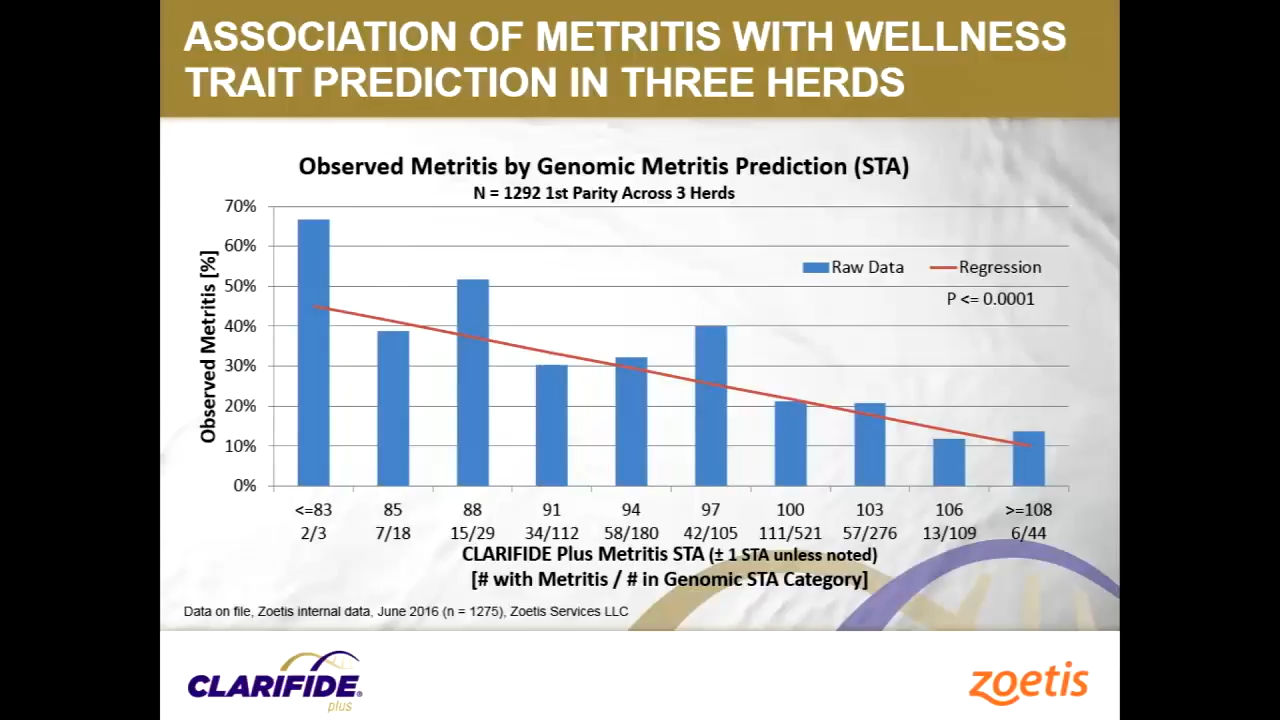 ASSOCIATION OF METRITIS WITH WELLNESS
TRAIT PREDICTION IN THREE HERDS
Observed Metritis by Genomic Metritis Prediction (STA)
N = 1292 1st Parity Across 3 Herds
70%
60%
50%
40%
30%
20%
10%
0%
Observed Metritis [%]
Raw Data Regression
P <= 0.0001
<=83 85 88 91 94 97 100 103 106 >=108
2/3 7/18 15/29 34/112 58/180 42/105 111/521 57/276 13/109 6/44
CLARIFIDE Plus Metritis STA (± 1 STA unless noted)
[# with Metritis / # in Genomic STA Category]
Data on file, Zoetis internal data, June 2016 (n = 1275), Zoetis Services LLC
CLARIFIDE®
plus
zoetis